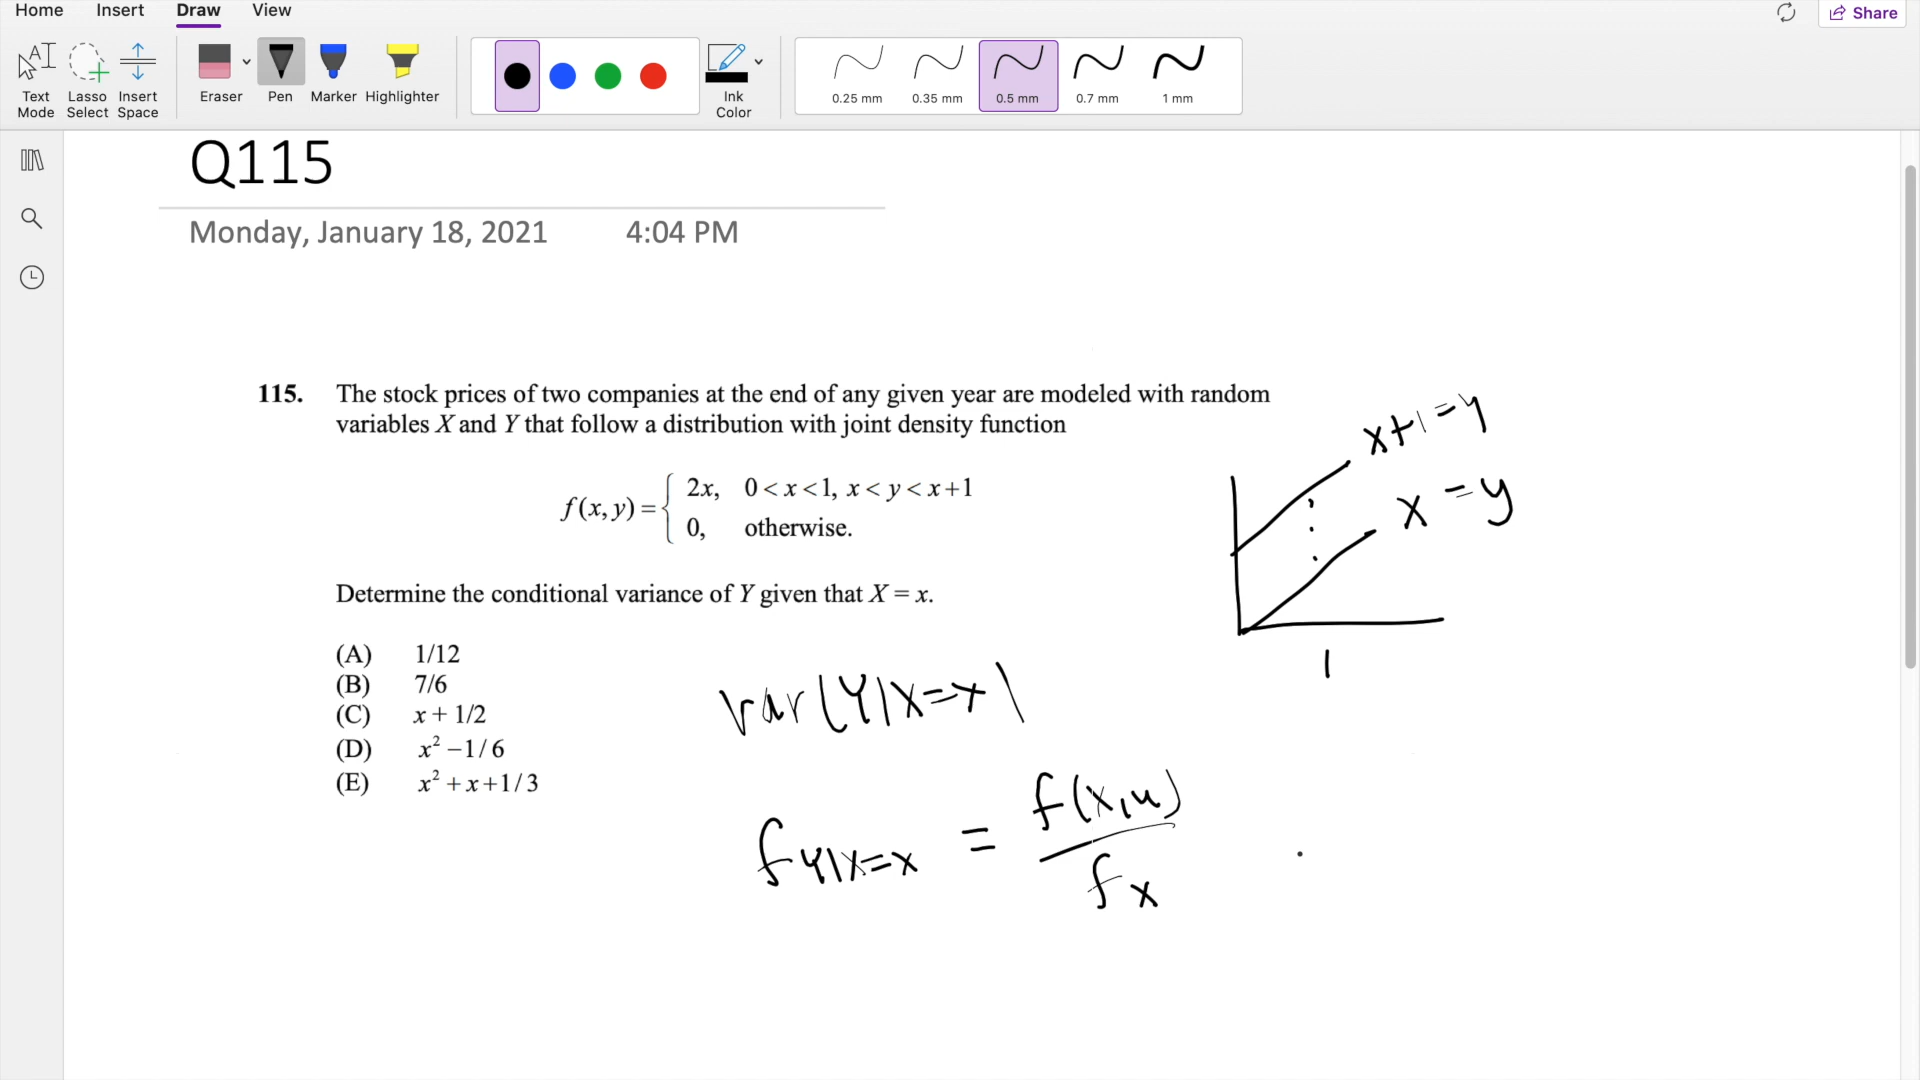 Home Insert Draw View Share
AI
Text Mode Lasso Select Insert Space Eraser Pen Marker Highlighter Ink Color 0.25 mm 0.35 mm 0.5 mm 0.7 mm 1 mm
Q115
Monday, January 18, 2021 4:04 PM
115. The stock prices of two companies at the end of any given year are modeled with random
variables X and Y that follow a distribution with joint density function
f(x, y) = { 2x, 0 < x < 1, x < y < x+1
0, otherwise.
x+1=y
x=y
1
Determine the conditional variance of Y given that X = x.
(A) 1/12
(B) 7/6
(C) x + 1/2
(D) x² −1/6
(E) x² + x+1/3
var(Y|X=x)
f Y|X=x = f(x,y)
fx